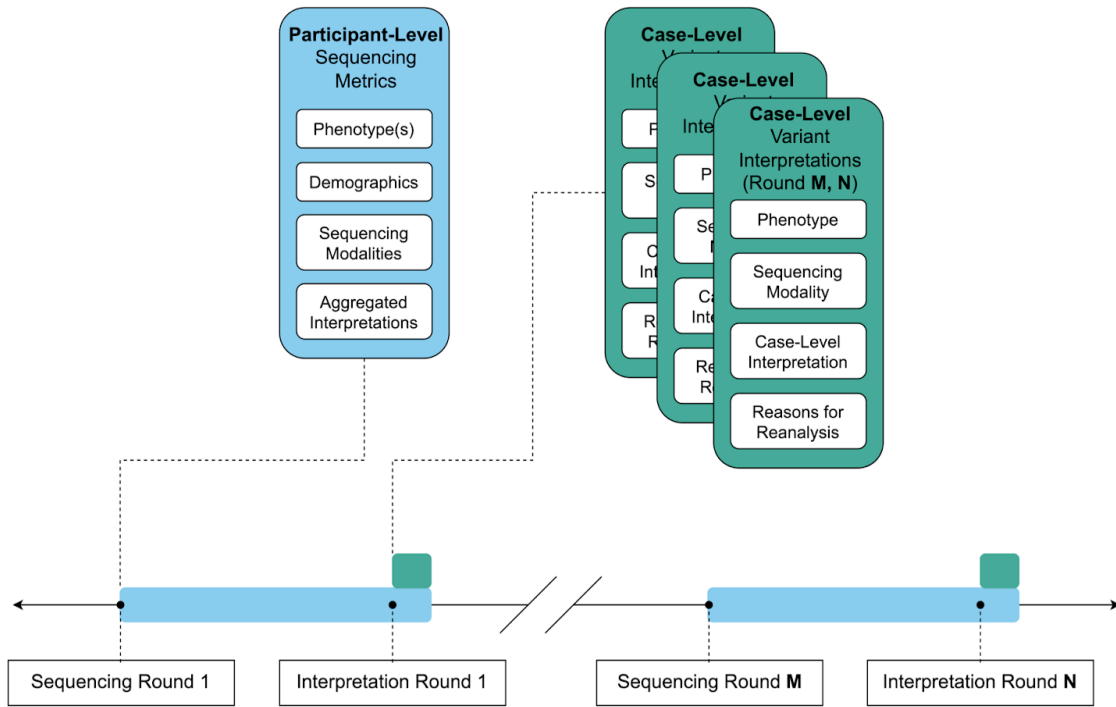 Participant-Level
Sequencing
Metrics
Phenotype(s)
Demographics
Sequencing
Modalities
Aggregated
Interpretations
Case-Level
Case-Level
Case-Level
Variant
Interpretations
(Round M, N)
Phenotype
Sequencing
Modality
Case-Level
Interpretation
Reasons for
Reanalysis
Sequencing Round 1
Interpretation Round 1
Sequencing Round M
Interpretation Round N